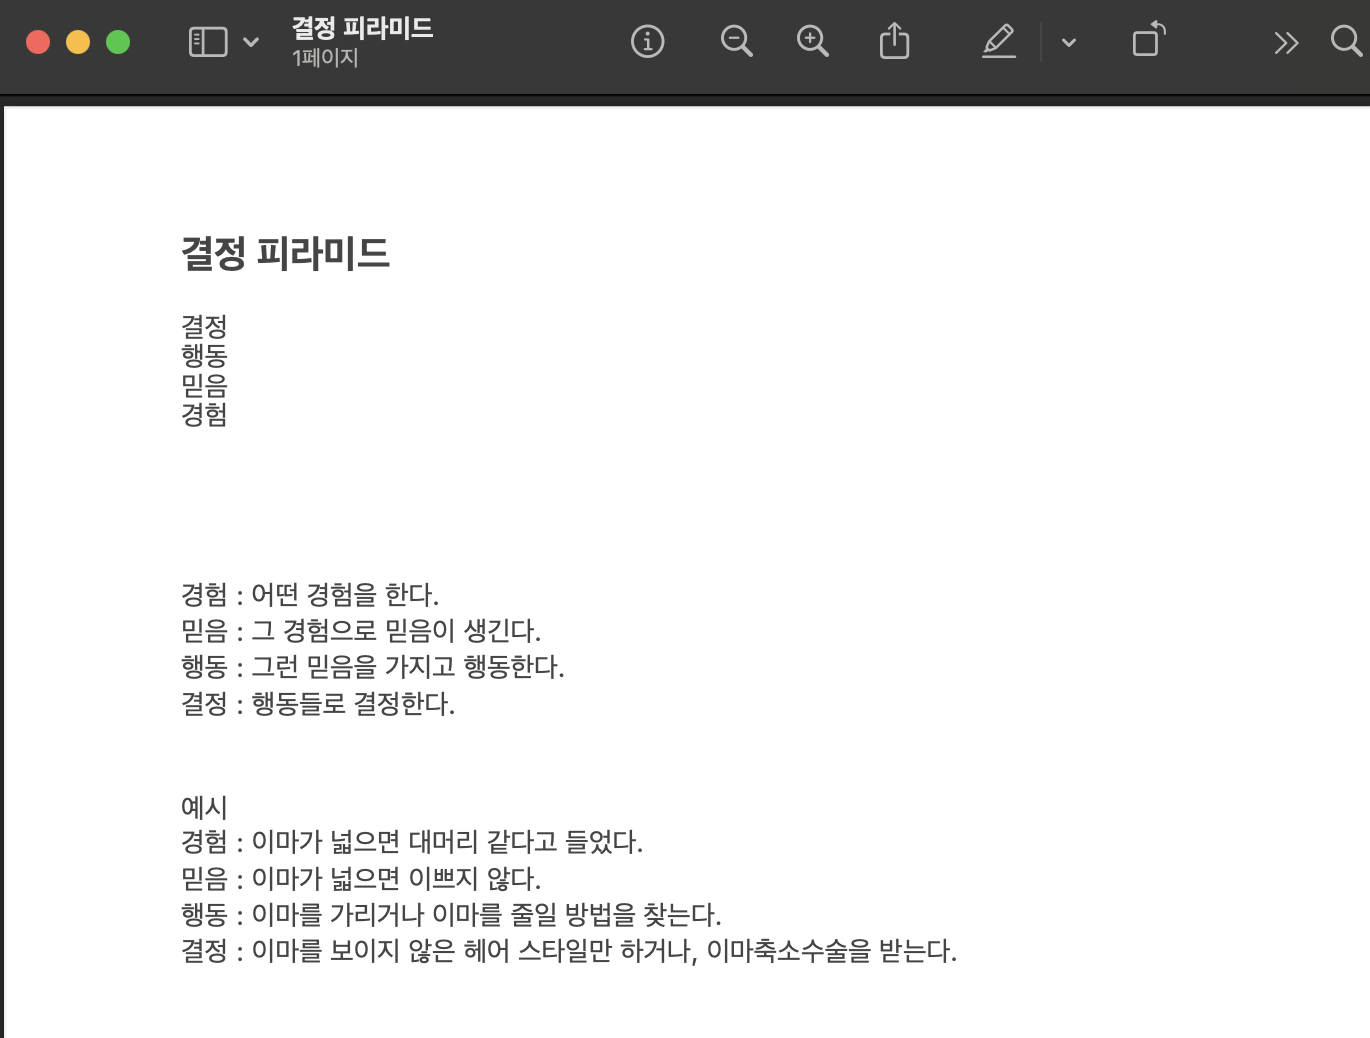 결정 피라미드
1페이지
결정 피라미드
결정
행동
믿음
경험
경험 : 어떤 경험을 한다.
믿음 : 그 경험으로 믿음이 생긴다.
행동 : 그런 믿음을 가지고 행동한다.
결정 : 행동들로 결정한다.
예시
경험 : 이마가 넓으면 대머리 같다고 들었다.
믿음 : 이마가 넓으면 이쁘지 않다.
행동 : 이마를 가리거나 이마를 줄일 방법을 찾는다.
결정 : 이마를 보이지 않은 헤어 스타일만 하거나, 이마축소수술을 받는다.